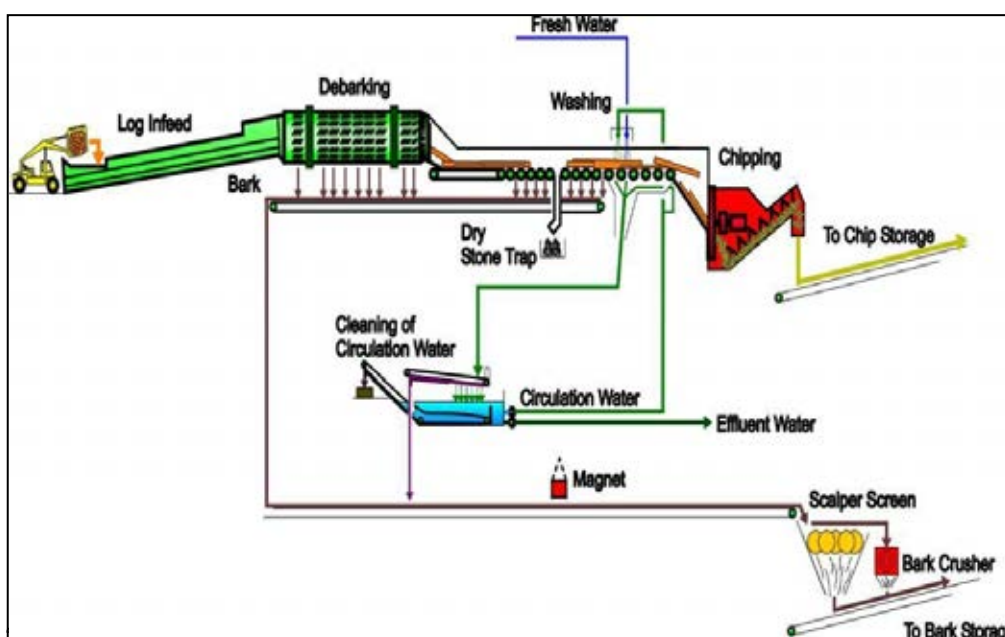 Fresh Water
Debarking
Washing
Log Infeed
Chipping
Bark
Dry
Stone Trap
To Chip Storage
Cleaning of
Circulation Water
Circulation Water
Effluent Water
Magnet
Scalper Screen
Bark Crusher
To Bark Storag